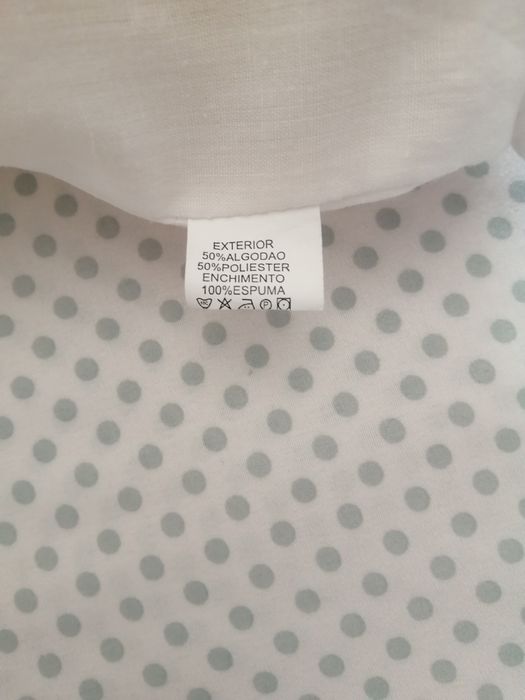 EXTERIOR
50%ALGODAO
50%POLIESTER
ENCHIMENTO
100%ESPUMA